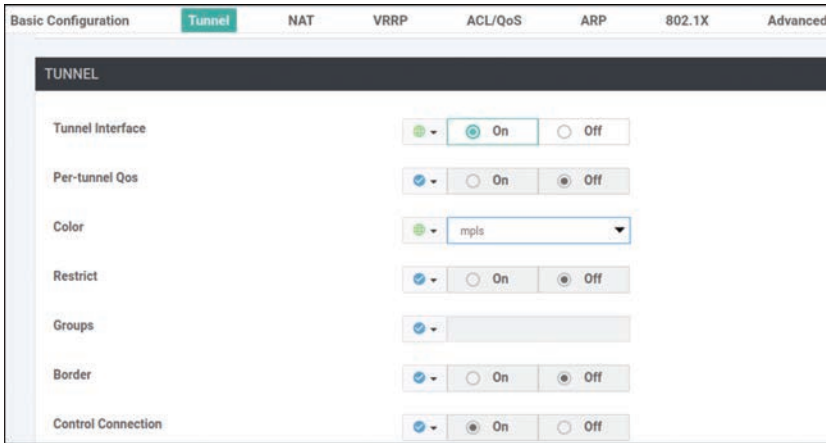 Basic Configuration Tunnel NAT VRRP ACL/QoS ARP 802.1X Advanced
TUNNEL
Tunnel Interface On Off
Per-tunnel Qos On Off
Color mpls
Restrict On Off
Groups
Border On Off
Control Connection On Off